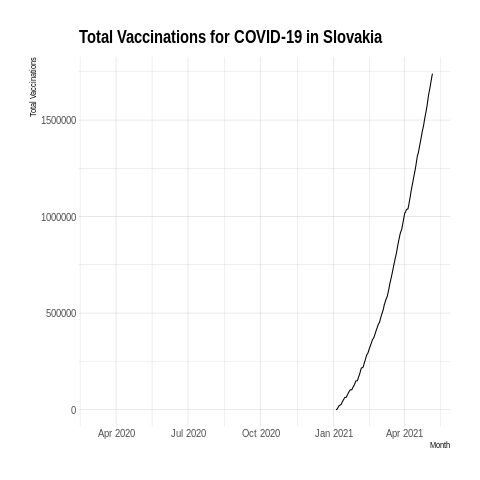 Total Vaccinations for COVID-19 in Slovakia
Total Vaccinations
1500000
1000000
500000
0
Apr 2020 Jul 2020 Oct 2020 Jan 2021 Apr 2021
Month